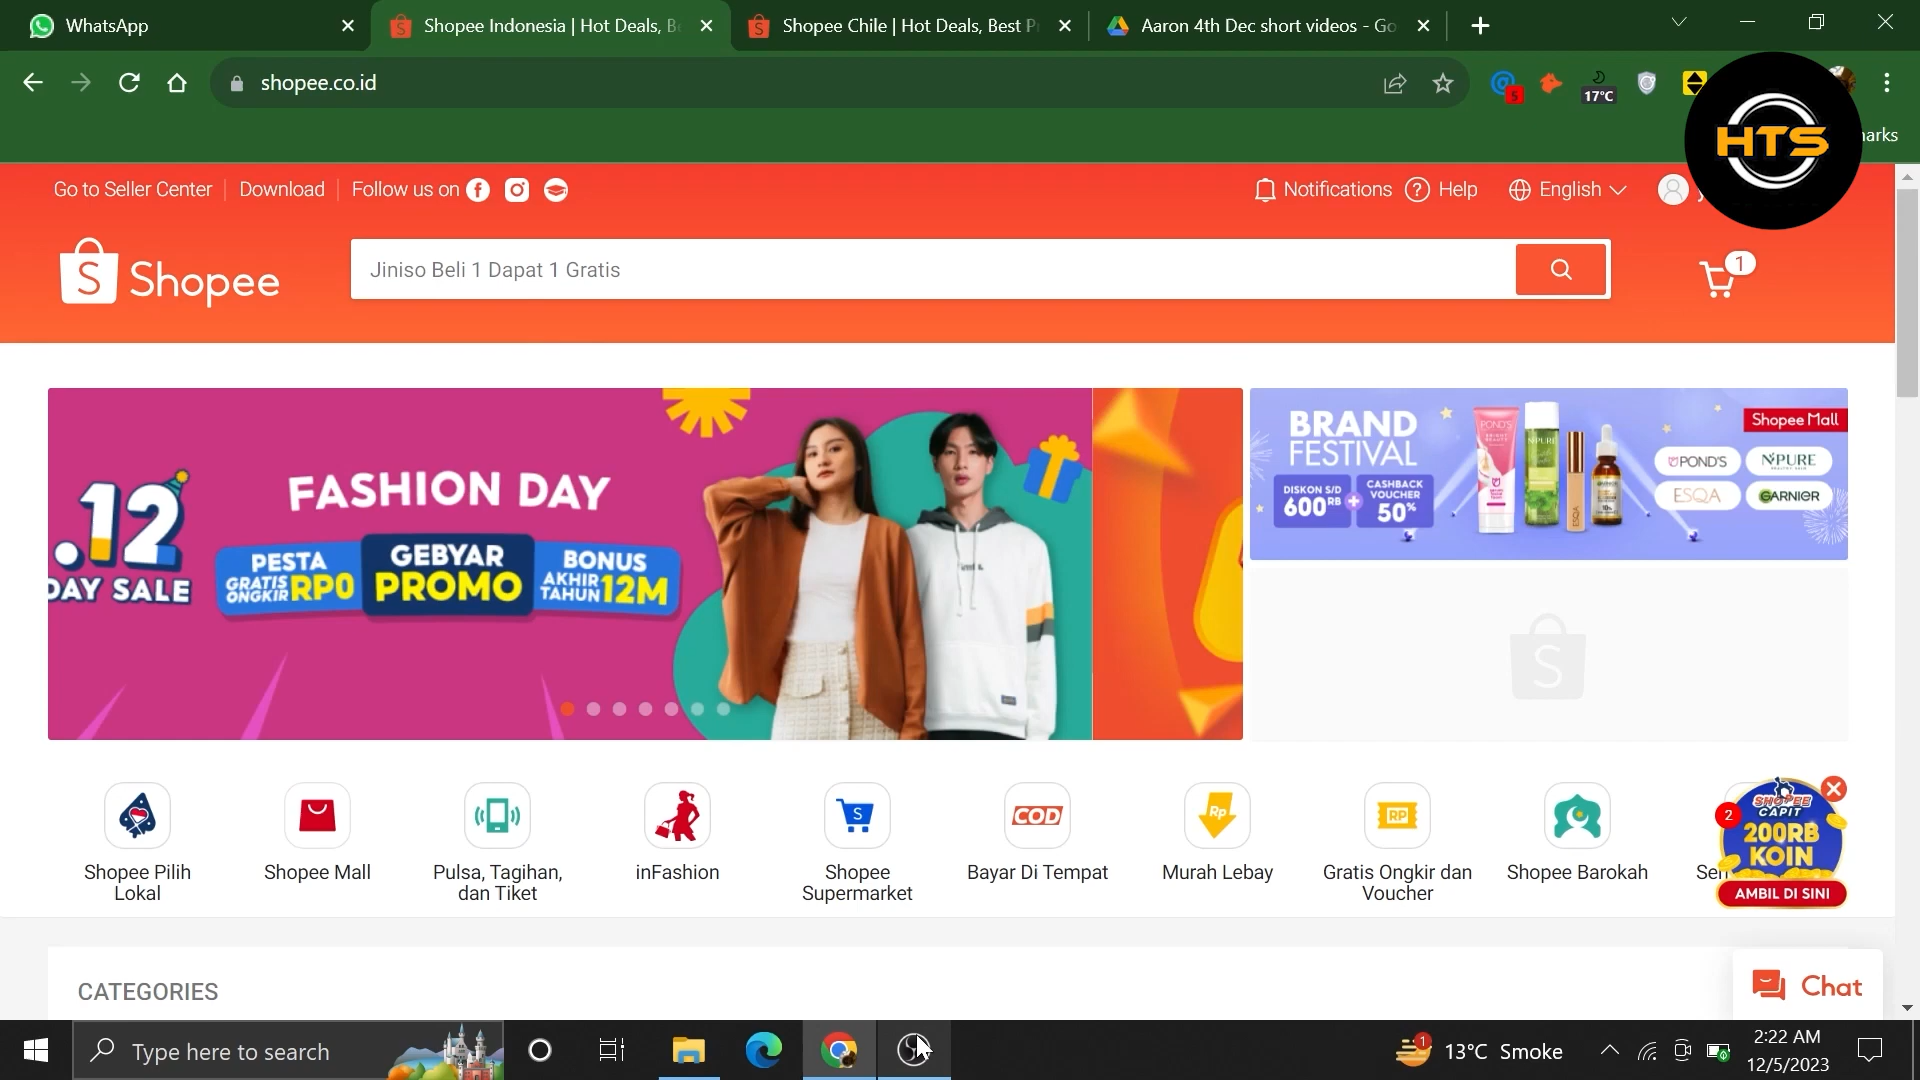 WhatsApp
Shopee Indonesia | Hot Deals, B
Shopee Chile | Hot Deals, Best P
Aaron 4th Dec short videos - Go
shopee.co.id
5
17°C
HTS
arks
Go to Seller Center
Download
Follow us on
Notifications
Help
English
Shopee
Jiniso Beli 1 Dapat 1 Gratis
1
.12
DAY SALE
FASHION DAY
PESTA
GRATIS ONGKIR RP0
GEBYAR
PROMO
BONUS
AKHIR TAHUN 12M
BRAND
FESTIVAL
DISKON S/D
600RB
+
CASHBACK
VOUCHER
50%
Shopee Mall
POND'S
N'PURE
ESQA
GARNIER
Shopee Pilih
Lokal
Shopee Mall
Pulsa, Tagihan,
dan Tiket
inFashion
Shopee
Supermarket
COD
Bayar Di Tempat
Rp
Murah Lebay
RP
Gratis Ongkir dan
Voucher
Shopee Barokah
Ser
2
SHOPEE
CAPIT
200RB
KOIN
AMBIL DI SINI
CATEGORIES
Chat
Type here to search
1
13°C Smoke
2:22 AM
12/5/2023